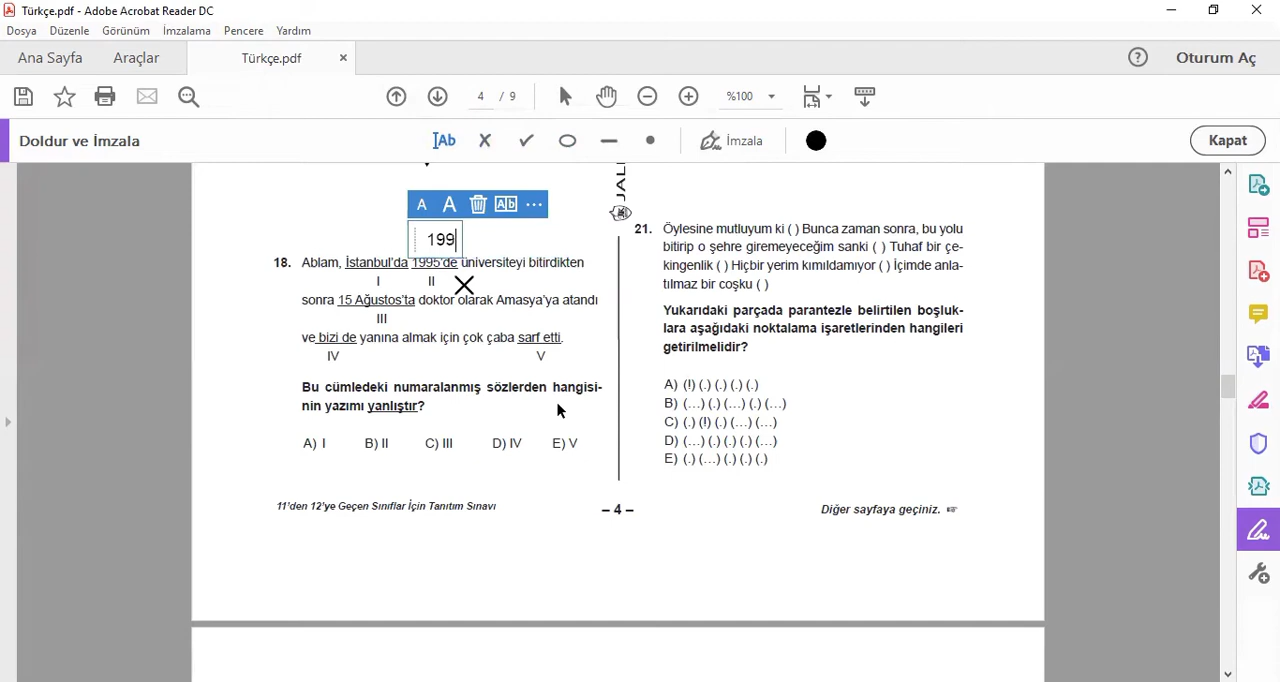 Türkçe.pdf - Adobe Acrobat Reader DC
Dosya Düzenle Görünüm İmzalama Pencere Yardım
Ana Sayfa Araçlar Türkçe.pdf × ? Oturum Aç
4 / 9 %100
Doldur ve İmzala Ab İmzala Kapat
A A Ab ...
199
18. Ablam, İstanbul'da 1995'de üniversiteyi bitirdikten
I II
sonra 15 Ağustos'ta doktor olarak Amasya'ya atandı
III
ve bizi de yanına almak için çok çaba sarf etti.
IV V
Bu cümledeki numaralanmış sözlerden hangisi-
nin yazımı yanlıştır?
A) I B) II C) III D) IV E) V
JALE
21. Öylesine mutluyum ki ( ) Bunca zaman sonra, bu yolu
bitirip o şehre giremeyeceğim sanki ( ) Tuhaf bir çe-
kingenlik ( ) Hiçbir yerim kımıldamıyor ( ) İçimde anla-
tılmaz bir coşku ( )
Yukarıdaki parçada parantezle belirtilen boşluk-
lara aşağıdaki noktalama işaretlerinden hangileri
getirilmelidir?
A) (!) (.) (.) (.) (.)
B) (…) (.) (…) (.) (…)
C) (.) (!) (.) (…) (…)
D) (…) (.) (.) (.) (…)
E) (.) (…) (.) (.) (.)
11'den 12'ye Geçen Sınıflar İçin Tanıtım Sınavı
– 4 –
Diğer sayfaya geçiniz.